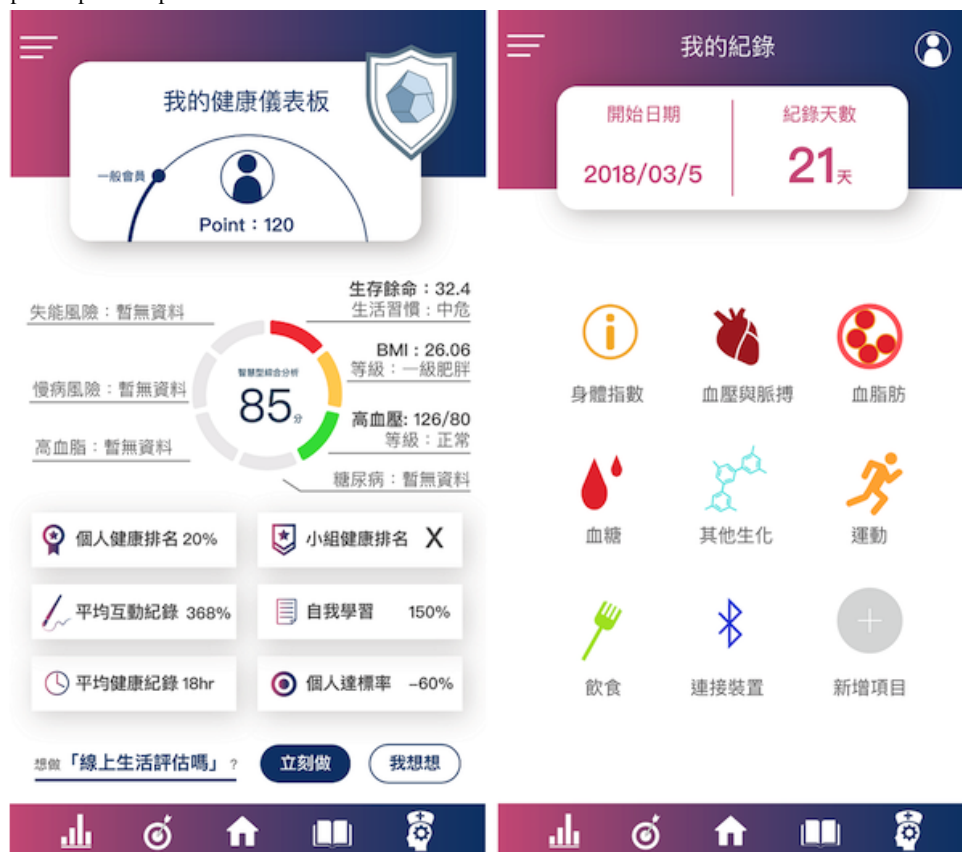 我的健康儀表板
一般會員
Point：120
失能風險：暫無資料
生存餘命：32.4
生活習慣：中危
慢病風險：暫無資料
智慧型綜合分析
85分
BMI：26.06
等級：一級肥胖
高血脂：暫無資料
高血壓: 126/80
等級：正常
糖尿病：暫無資料
個人健康排名 20%
小組健康排名 X
平均互動紀錄 368%
自我學習 150%
平均健康紀錄 18hr
個人達標率 -60%
想做「線上生活評估嗎」?
立刻做
我想想
我的紀錄
開始日期
2018/03/5
紀錄天數
21天
身體指數
血壓與脈搏
血脂肪
血糖
其他生化
運動
飲食
連接裝置
新增項目